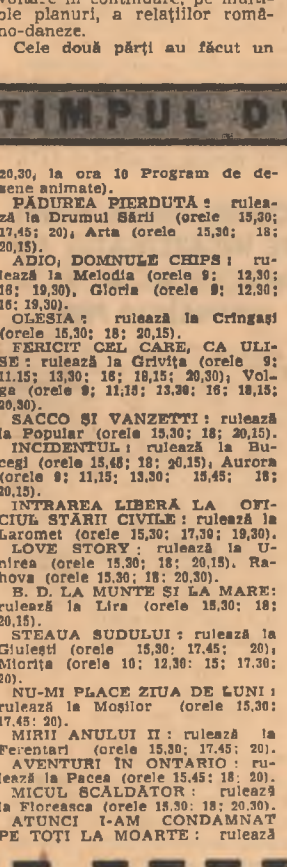 ple planuri, a relațiilor româ-
no-daneze.
Cele două părți au făcut un
TIMPUL
20,30, la ora 10 Program de de-
sene animate).
PĂDUREA PIERDUTĂ : rulea-
ză la Drumul Sării (orele 15,30;
17,45; 20), Arta (orele 15,30; 18;
20,15).
ADIO, DOMNULE CHIPS : ru-
lează la Melodia (orele 9; 12,30;
16; 19,30), Gloria (orele 9; 12,30;
16; 19,30).
OLESIA : rulează la Crîngași
(orele 15,30; 18; 20,15).
FERICIT CEL CARE, CA ULI-
SE : rulează la Grivița (orele 9;
11,15; 13,30; 16; 18,15; 20,30), Vol-
ga (orele 9; 11,15; 13,30; 16; 18,15;
20,30).
SACCO ȘI VANZETTI : rulează
la Popular (orele 15,30; 18; 20,15).
INCIDENTUL : rulează la Bu-
cegi (orele 15,45; 18; 20,15), Aurora
(orele 9; 11,15; 13,30; 15,45; 18;
20,15).
INTRAREA LIBERĂ LA OFI-
CIUL STĂRII CIVILE : rulează la
Laromet (orele 15,30; 17,30; 19,30).
LOVE STORY : rulează la U-
nirea (orele 15,30; 18; 20,15), Ra-
hova (orele 15,30; 18; 20,30).
B. D. LA MUNTE ȘI LA MARE:
rulează la Lira (orele 15,30; 18;
20,15).
STEAUA SUDULUI : rulează la
Giulești (orele 15,30; 17,45; 20),
Miorița (orele 10; 12,30; 15; 17,30;
20).
NU-MI PLACE ZIUA DE LUNI :
rulează la Moșilor (orele 15,30;
17,45; 20).
MIRII ANULUI II : rulează la
Ferentari (orele 15,30; 17,45; 20).
AVENTURI ÎN ONTARIO : ru-
lează la Pacea (orele 15,45; 18; 20).
MICUL SCĂLDĂTOR : rulează
la Floreasca (orele 15,30; 18; 20,30).
ATUNCI I-AM CONDAMNAT
PE TOȚI LA MOARTE : rulează